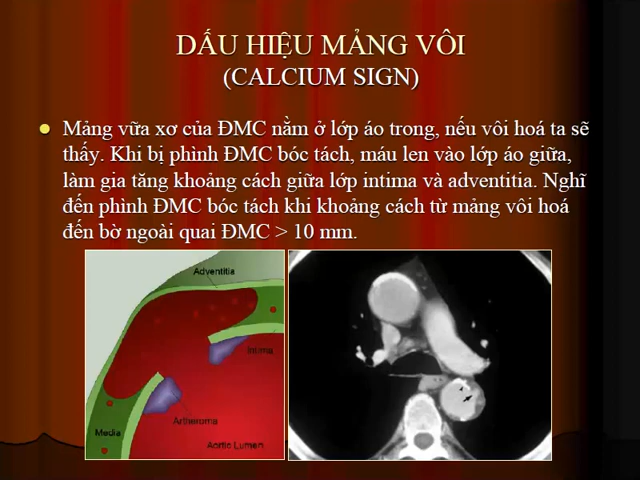 DẤU HIỆU MẢNG VÔI
(CALCIUM SIGN)
Mảng vữa xơ của ĐMC nằm ở lớp áo trong, nếu vôi hoá ta sẽ
thấy. Khi bị phình ĐMC bóc tách, máu len vào lớp áo giữa,
làm gia tăng khoảng cách giữa lớp intima và adventitia. Nghĩ
đến phình ĐMC bóc tách khi khoảng cách từ mảng vôi hoá
đến bờ ngoài quai ĐMC > 10 mm.
Adventitia
Intima
Artheroma
Media
Aortic Lumen